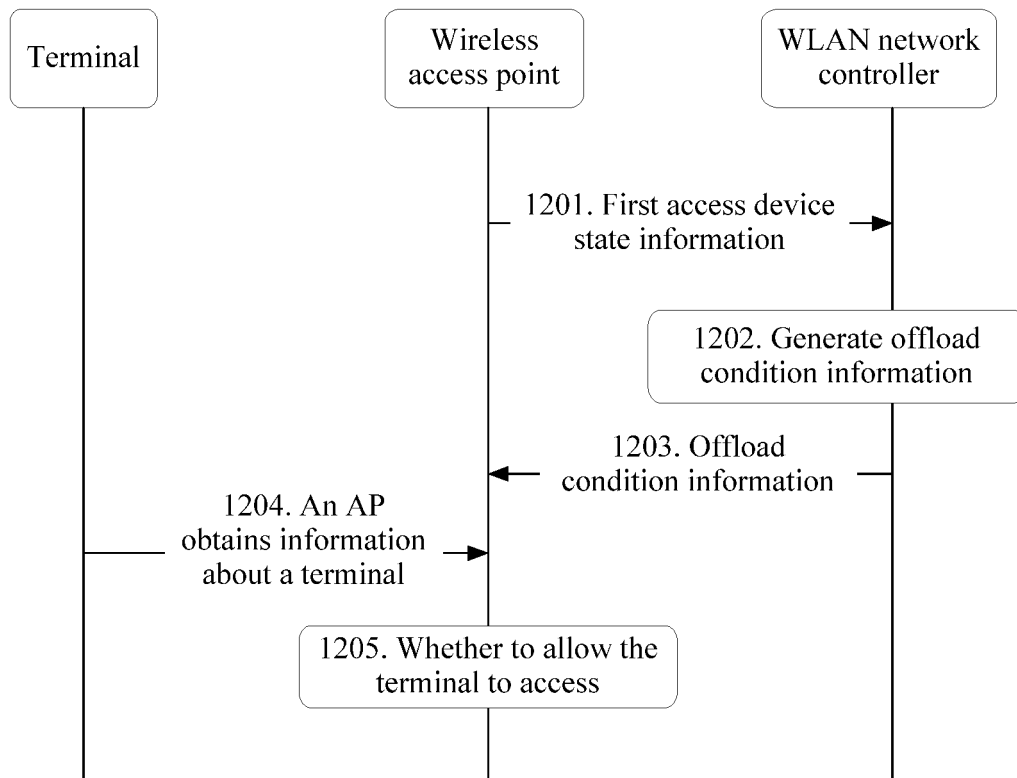 Terminal
Wireless
access point
WLAN network
controller
1201. First access device
state information
1202. Generate offload
condition information
1203. Offload
condition information
1204. An AP
obtains information
about a terminal
1205. Whether to allow the
terminal to access